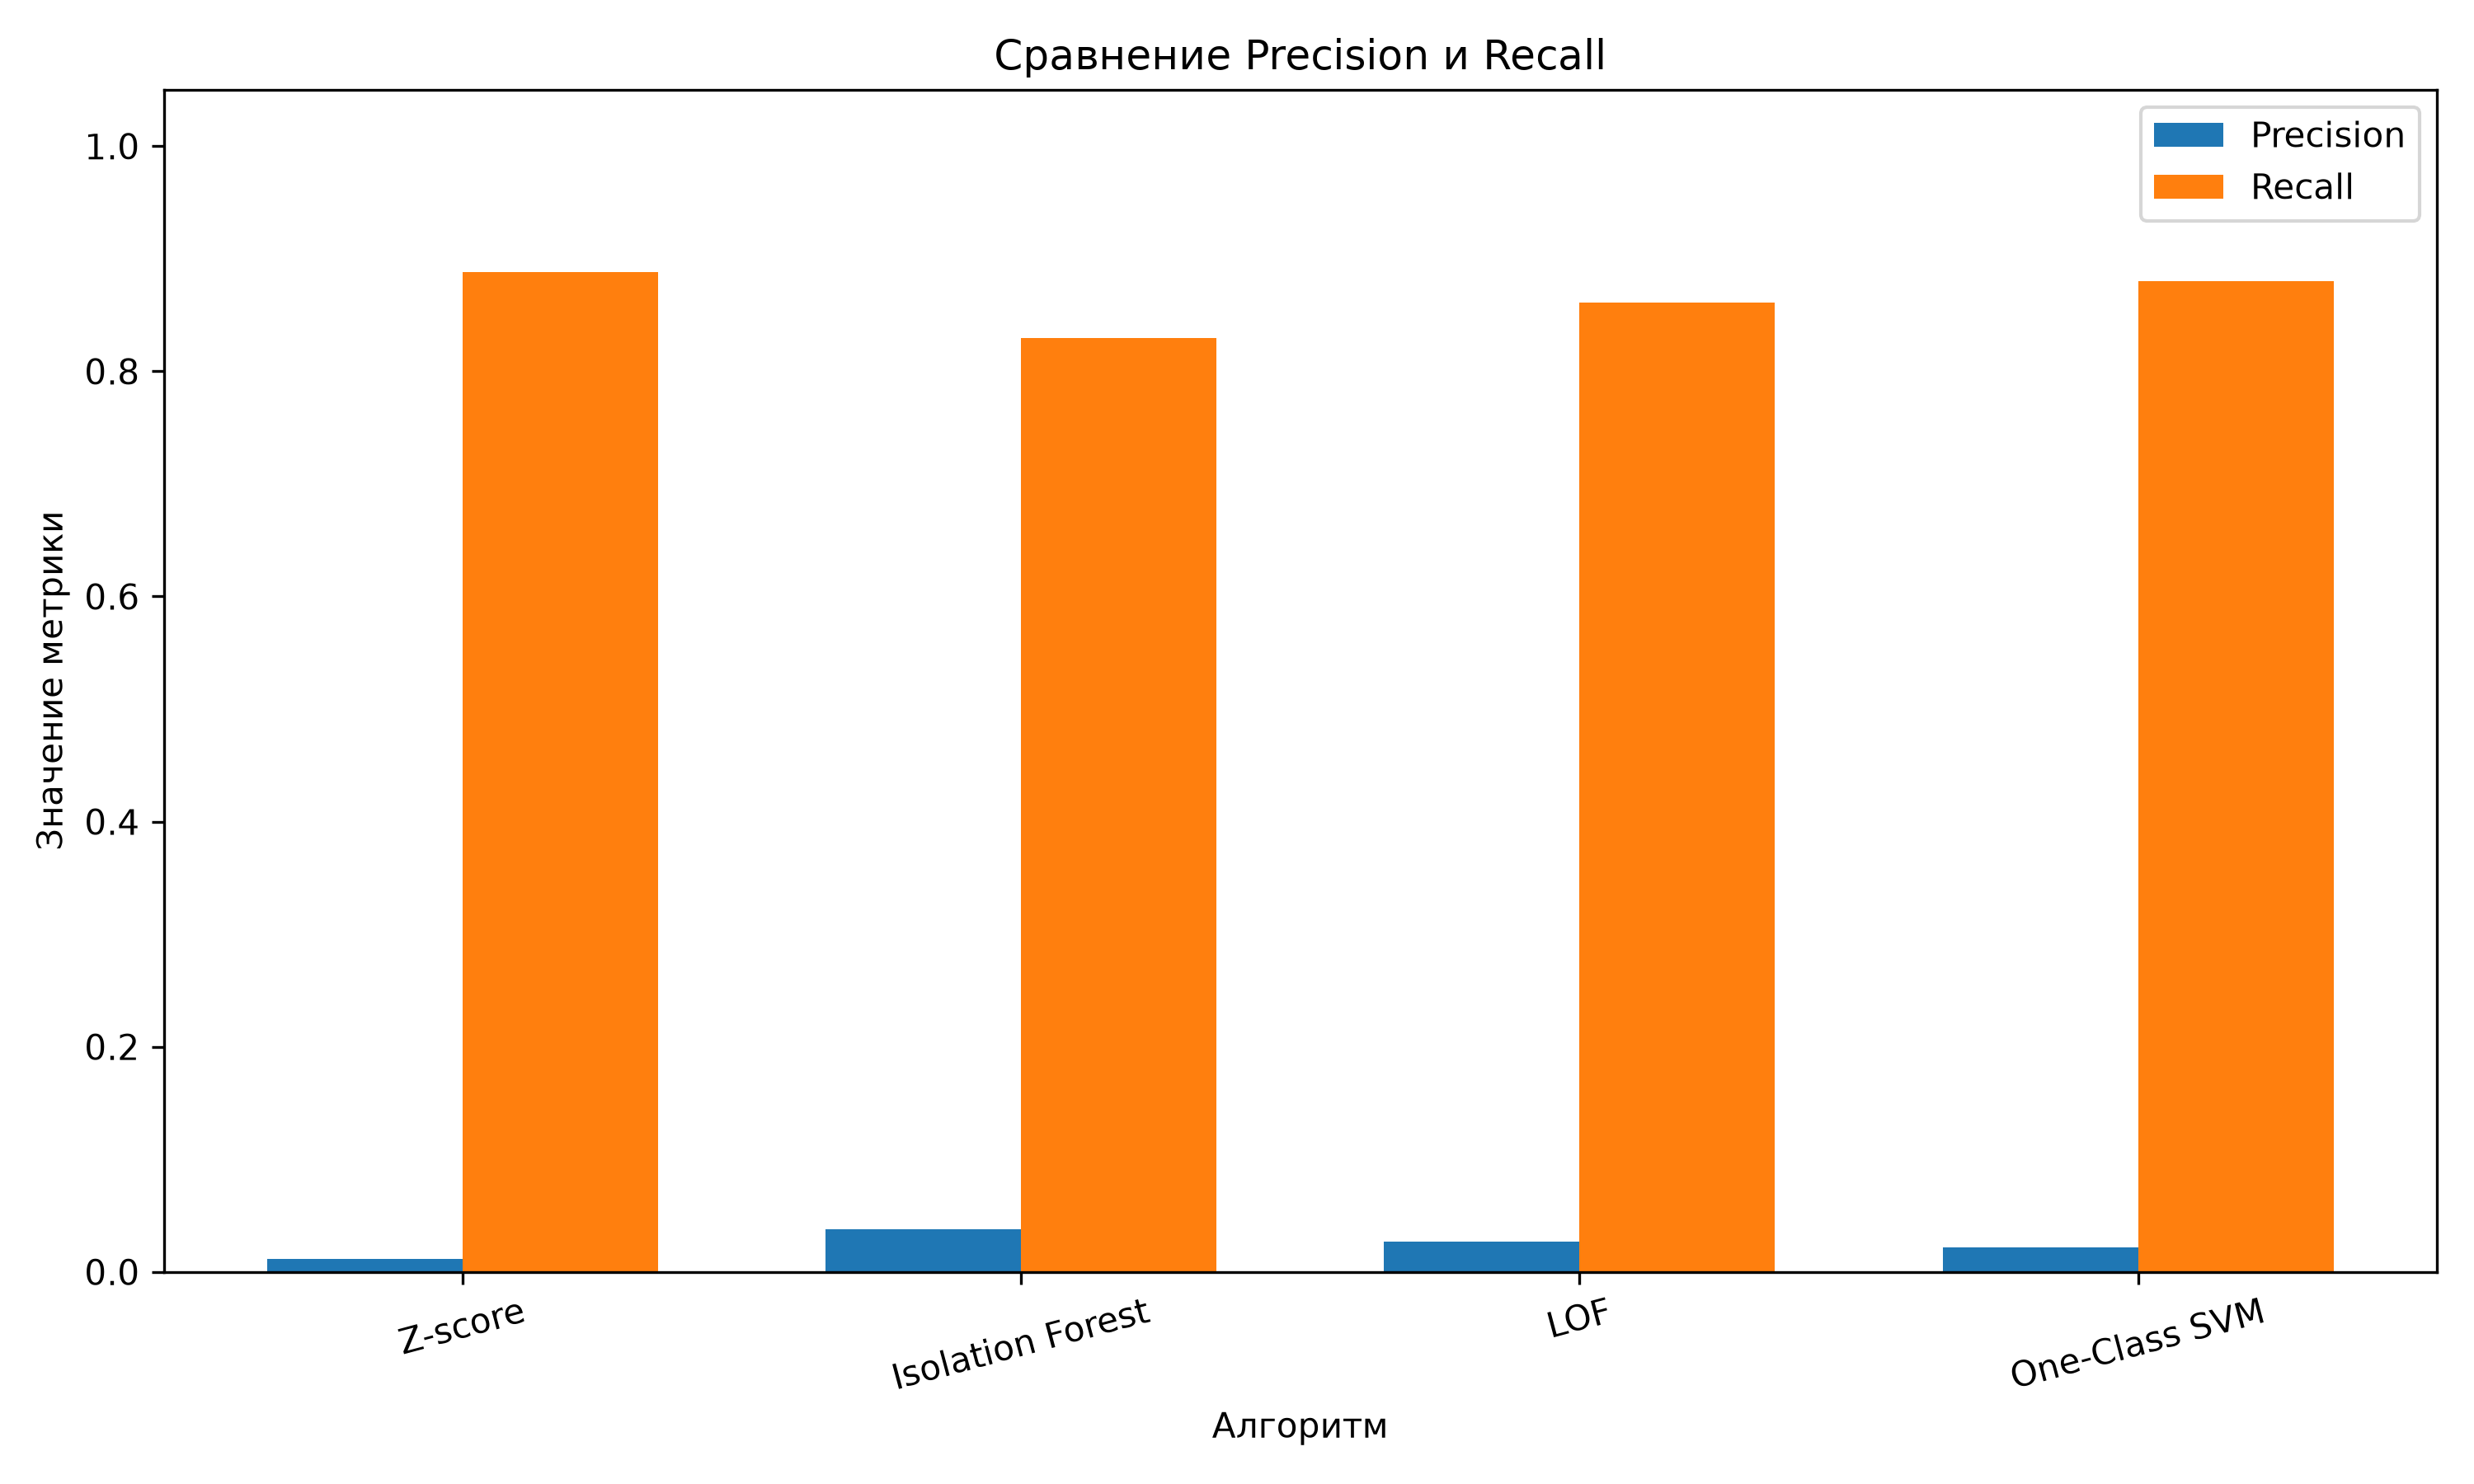 Сравнение Precision и Recall
Precision
Recall
Значение метрики
1.0
0.8
0.6
0.4
0.2
0.0
Z-score
Isolation Forest
LOF
One-Class SVM
Алгоритм